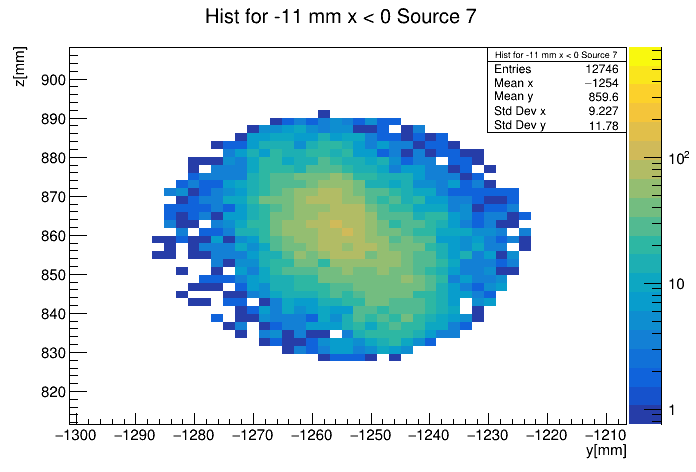 Hist for -11 mm x < 0 Source 7
z[mm]
Hist for -11 mm x < 0 Source 7
Entries 12746
Mean x −1254
Mean y 859.6
Std Dev x 9.227
Std Dev y 11.78
900
890
880
870
860
850
840
830
820
10²
10
1
−1300 −1290 −1280 −1270 −1260 −1250 −1240 −1230 −1220 −1210
y[mm]